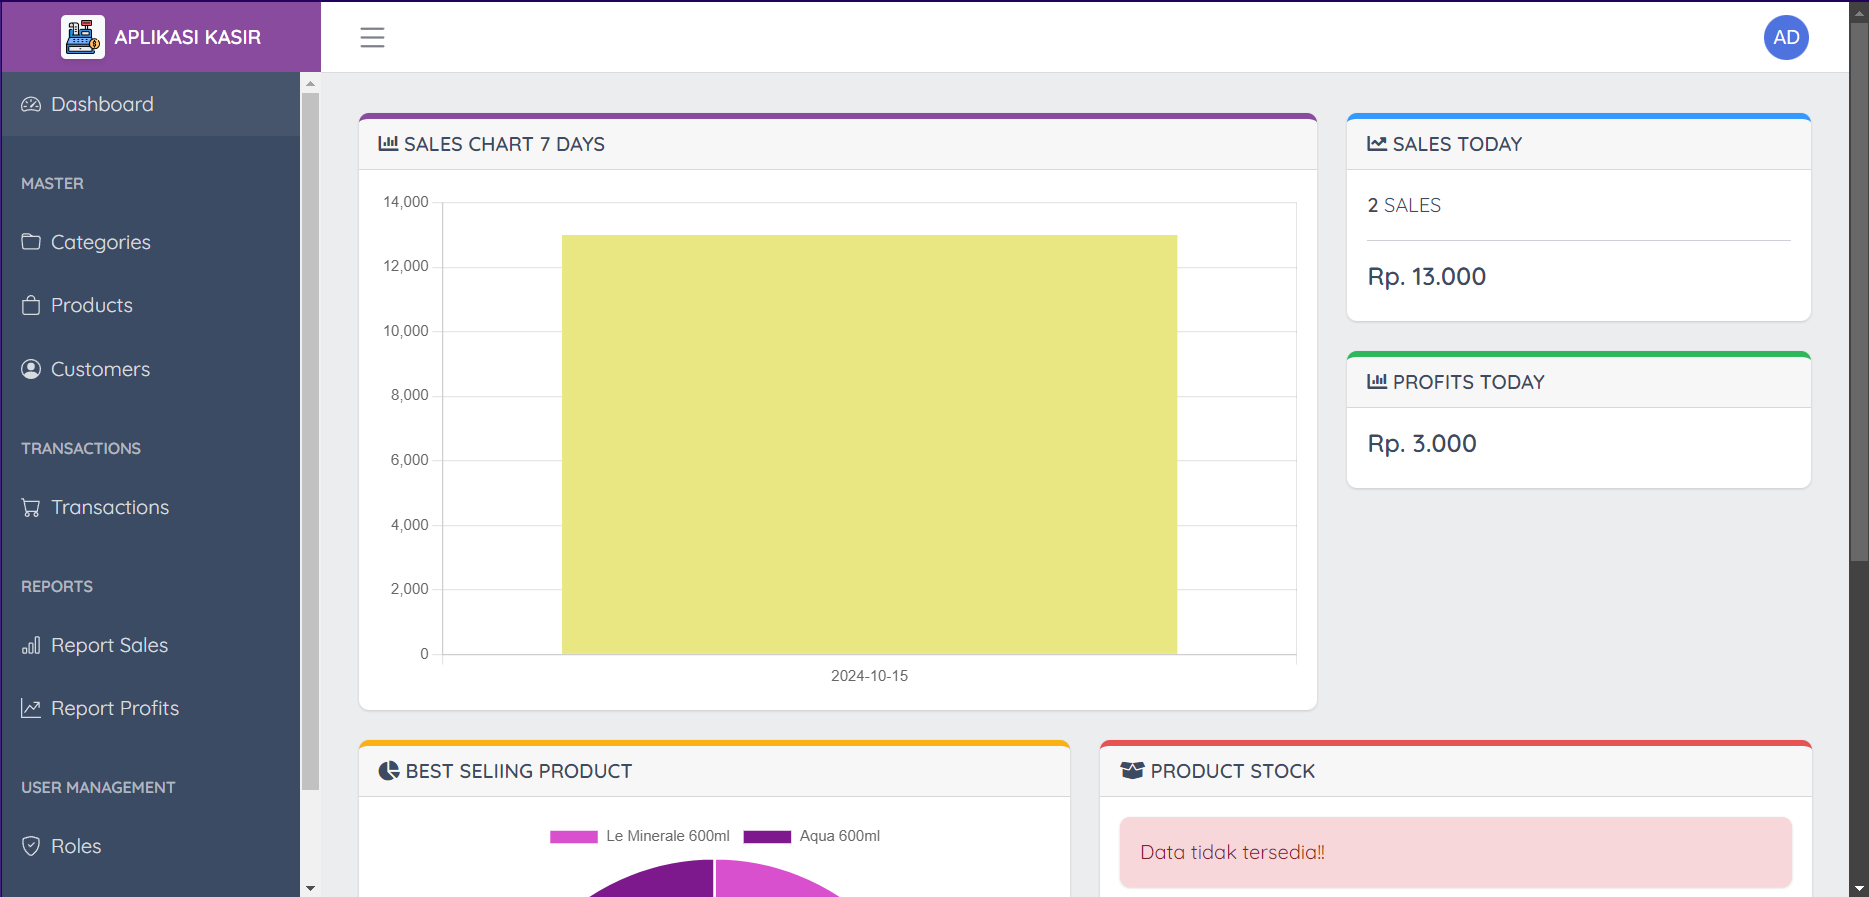 APLIKASI KASIR
AD
Dashboard
MASTER
Categories
Products
Customers
TRANSACTIONS
Transactions
REPORTS
Report Sales
Report Profits
USER MANAGEMENT
Roles
SALES CHART 7 DAYS
14,000
12,000
10,000
8,000
6,000
4,000
2,000
0
2024-10-15
SALES TODAY
2 SALES
Rp. 13.000
PROFITS TODAY
Rp. 3.000
BEST SELIING PRODUCT
Le Minerale 600ml Aqua 600ml
PRODUCT STOCK
Data tidak tersedia!!